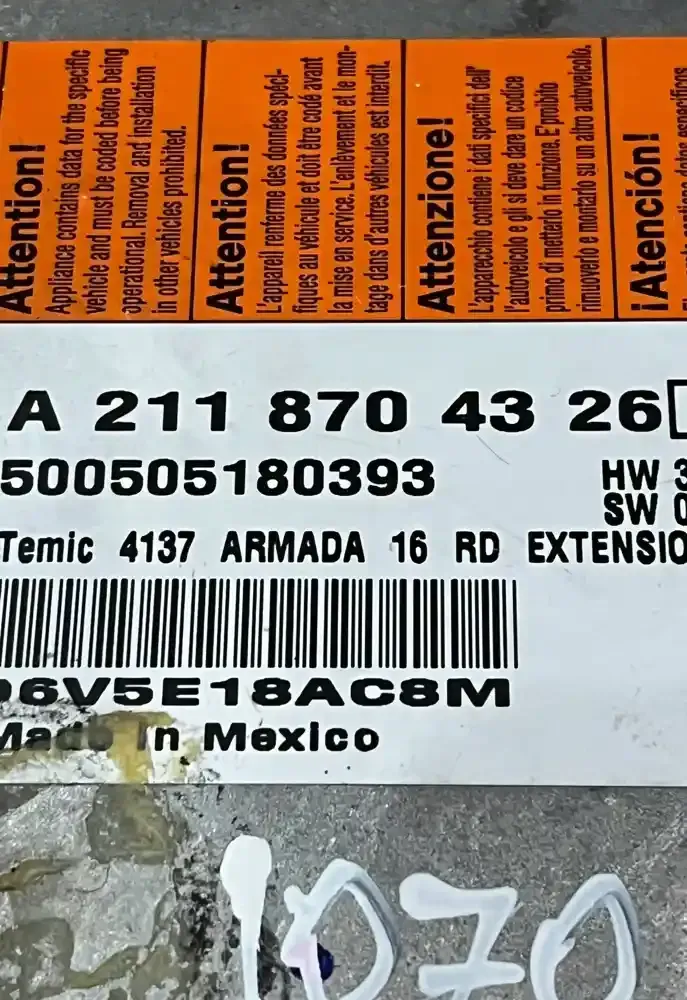 Attention!
Appliance contains data for the specific
vehicle and must be coded before being
operational. Removal and installation
in other vehicles prohibited.
Attention!
L'appareil renferme des données spéci-
fiques au véhicule et doit être codé avant
la mise en service. L'enlèvement et le mon-
tage dans d'autres véhicules est interdit.
Attenzione!
L'apparecchio contiene i dati specifici dell'
l'autoveicolo e gli si deve dare un codice
primo di metterlo in funzione. E'proibito
rimuoverlo e montarlo su un altro autoveicolo.
¡Atención!
A 211 870 43 26
500505180393
HW 3
SW 0
Temic 4137 ARMADA 16 RD EXTENSIO
96V5E18AC8M
Made in Mexico
1070